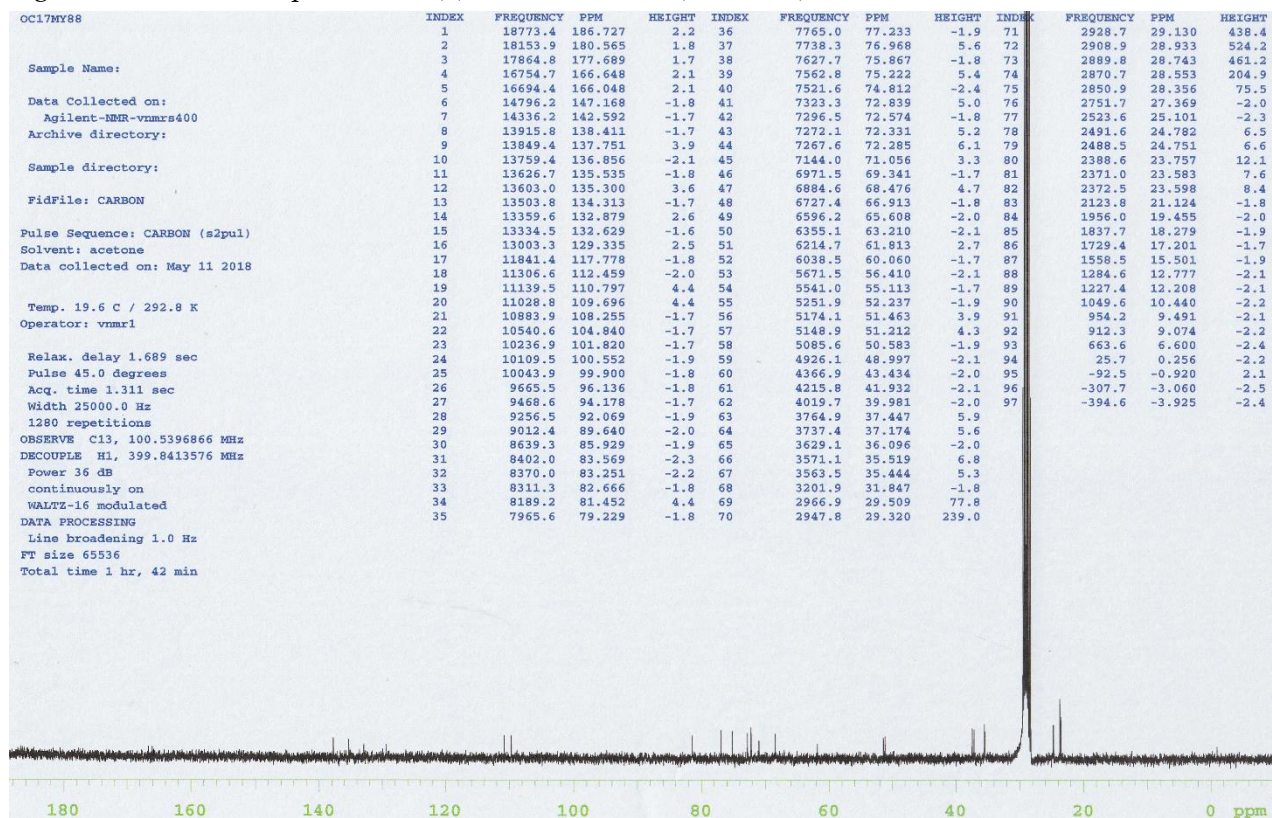 OC17MY88
Sample Name:
Data Collected on:
Agilent-NMR-vnmrs400
Archive directory:
Sample directory:
FidFile: CARBON
Pulse Sequence: CARBON (s2pul)
Solvent: acetone
Data collected on: May 11 2018
Temp. 19.6 C / 292.8 K
Operator: vnmr1
Relax. delay 1.689 sec
Pulse 45.0 degrees
Acq. time 1.311 sec
Width 25000.0 Hz
1280 repetitions
OBSERVE C13, 100.5396866 MHz
DECOUPLE H1, 399.8413576 MHz
Power 36 dB
continuously on
WALTZ-16 modulated
DATA PROCESSING
Line broadening 1.0 Hz
FT size 65536
Total time 1 hr, 42 min
INDEX FREQUENCY PPM HEIGHT INDEX FREQUENCY PPM HEIGHT INDEX FREQUENCY PPM HEIGHT
1 18773.4 186.727 2.2 36 7765.0 77.233 -1.9 71 2928.7 29.130 438.4
2 18153.9 180.565 1.8 37 7738.3 76.968 5.6 72 2908.9 28.933 524.2
3 17864.8 177.689 1.7 38 7627.7 75.867 -1.8 73 2889.8 28.743 461.2
4 16754.7 166.648 2.1 39 7562.8 75.222 5.4 74 2870.7 28.553 204.9
5 16694.4 166.048 2.1 40 7521.6 74.812 -2.4 75 2850.9 28.356 75.5
6 14796.2 147.168 -1.8 41 7323.3 72.839 5.0 76 2751.7 27.369 -2.0
7 14336.2 142.592 -1.7 42 7296.5 72.574 -1.8 77 2523.6 25.101 -2.3
8 13915.8 138.411 -1.7 43 7272.1 72.331 5.2 78 2491.6 24.782 6.5
9 13849.4 137.751 3.9 44 7267.6 72.285 6.1 79 2488.5 24.751 6.6
10 13759.4 136.856 -2.1 45 7144.0 71.056 3.3 80 2388.6 23.757 12.1
11 13626.7 135.535 -1.8 46 6971.5 69.341 -1.7 81 2371.0 23.583 7.6
12 13603.0 135.300 3.6 47 6884.6 68.476 4.7 82 2372.5 23.598 8.4
13 13503.8 134.313 -1.7 48 6727.4 66.913 -1.8 83 2123.8 21.124 -1.8
14 13359.6 132.879 2.6 49 6596.2 65.608 -2.0 84 1956.0 19.455 -2.0
15 13334.5 132.629 -1.6 50 6355.1 63.210 -2.1 85 1837.7 18.279 -1.9
16 13003.3 129.335 2.5 51 6214.7 61.813 2.7 86 1729.4 17.201 -1.7
17 11841.4 117.778 -1.8 52 6038.5 60.060 -1.7 87 1558.5 15.501 -1.9
18 11306.6 112.459 -2.0 53 5671.5 56.410 -2.1 88 1284.6 12.777 -2.1
19 11139.5 110.797 4.4 54 5541.0 55.113 -1.7 89 1227.4 12.208 -2.1
20 11028.8 109.696 4.4 55 5251.9 52.237 -1.9 90 1049.6 10.440 -2.2
21 10883.9 108.255 -1.7 56 5174.1 51.463 3.9 91 954.2 9.491 -2.1
22 10540.6 104.840 -1.7 57 5148.9 51.212 4.3 92 912.3 9.074 -2.2
23 10236.9 101.820 -1.7 58 5085.6 50.583 -1.9 93 663.6 6.600 -2.4
24 10109.5 100.552 -1.9 59 4926.1 48.997 -2.1 94 25.7 0.256 -2.2
25 10043.9 99.900 -1.8 60 4366.9 43.434 -2.0 95 -92.5 -0.920 2.1
26 9665.5 96.136 -1.8 61 4215.8 41.932 -2.1 96 -307.7 -3.060 -2.5
27 9468.6 94.178 -1.7 62 4019.7 39.981 -2.0 97 -394.6 -3.925 -2.4
28 9256.5 92.069 -1.9 63 3764.9 37.447 5.9
29 9012.4 89.640 -2.0 64 3737.4 37.174 5.6
30 8639.3 85.929 -1.9 65 3629.1 36.096 -2.0
31 8402.0 83.569 -2.3 66 3571.1 35.519 6.8
32 8370.0 83.251 -2.2 67 3563.5 35.444 5.3
33 8311.3 82.666 -1.8 68 3201.9 31.847 -1.8
34 8189.2 81.452 4.4 69 2966.9 29.509 77.8
35 7965.6 79.229 -1.8 70 2947.8 29.320 239.0
180 160 140 120 100 80 60 40 20 0 ppm